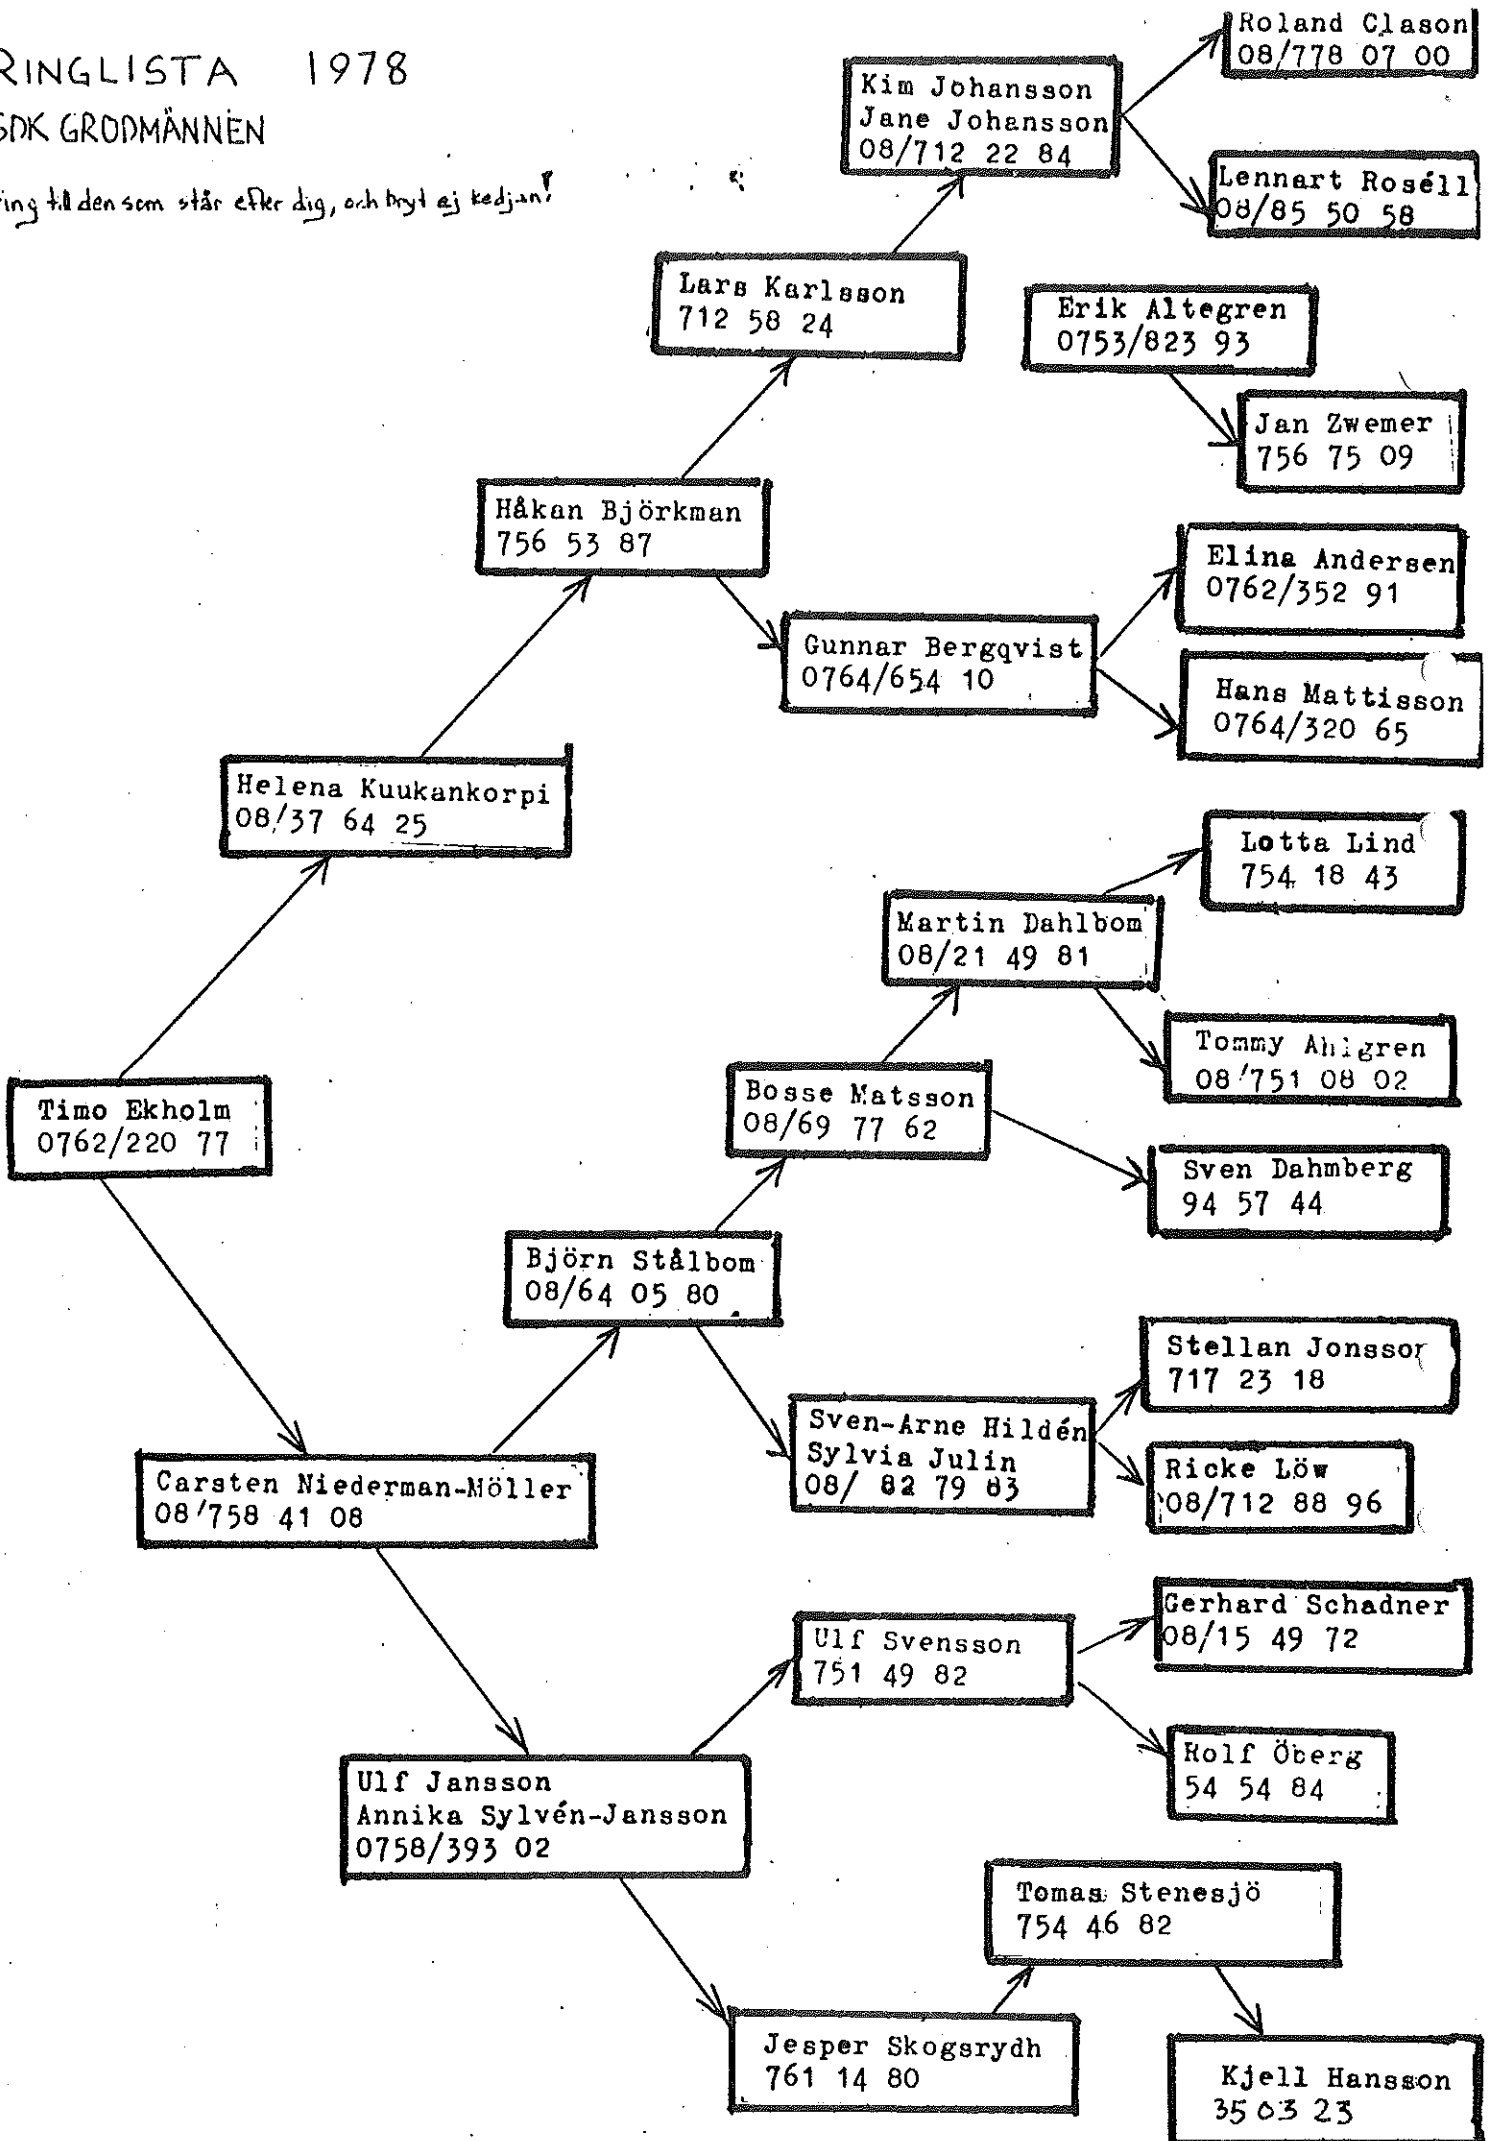 RINGLISTA 1978
SDK GRODMÄNNEN
ing till den som står efter dig, och bryt ej kedjan!
Roland Clason
08/778 07 00
Kim Johansson
Jane Johansson
08/712 22 84
Lennart Roséll
08/85 50 58
Lars Karlsson
712 58 24
Erik Altegren
0753/823 93
Jan Zwemer
756 75 09
Håkan Björkman
756 53 87
Elina Andersen
0762/352 91
Gunnar Bergqvist
0764/654 10
Hans Mattisson
0764/320 65
Helena Kuukankorpi
08/37 64 25
Lotta Lind
754 18 43
Martin Dahlbom
08/21 49 81
Tommy Ahlgren
08/751 08 02
Timo Ekholm
0762/220 77
Bosse Matsson
08/69 77 62
Sven Dahmberg
94 57 44
Björn Stålbom
08/64 05 80
Stellan Jonsson
717 23 18
Sven-Arne Hildén
Sylvia Julin
08/ 82 79 83
Ricke Löw
08/712 88 96
Carsten Niederman-Möller
08/758 41 08
Gerhard Schadner
08/15 49 72
Ulf Svensson
751 49 82
Rolf Öberg
54 54 84
Ulf Jansson
Annika Sylvén-Jansson
0758/393 02
Tomas Stenesjö
754 46 82
Jesper Skogsrydh
761 14 80
Kjell Hansson
35 03 23